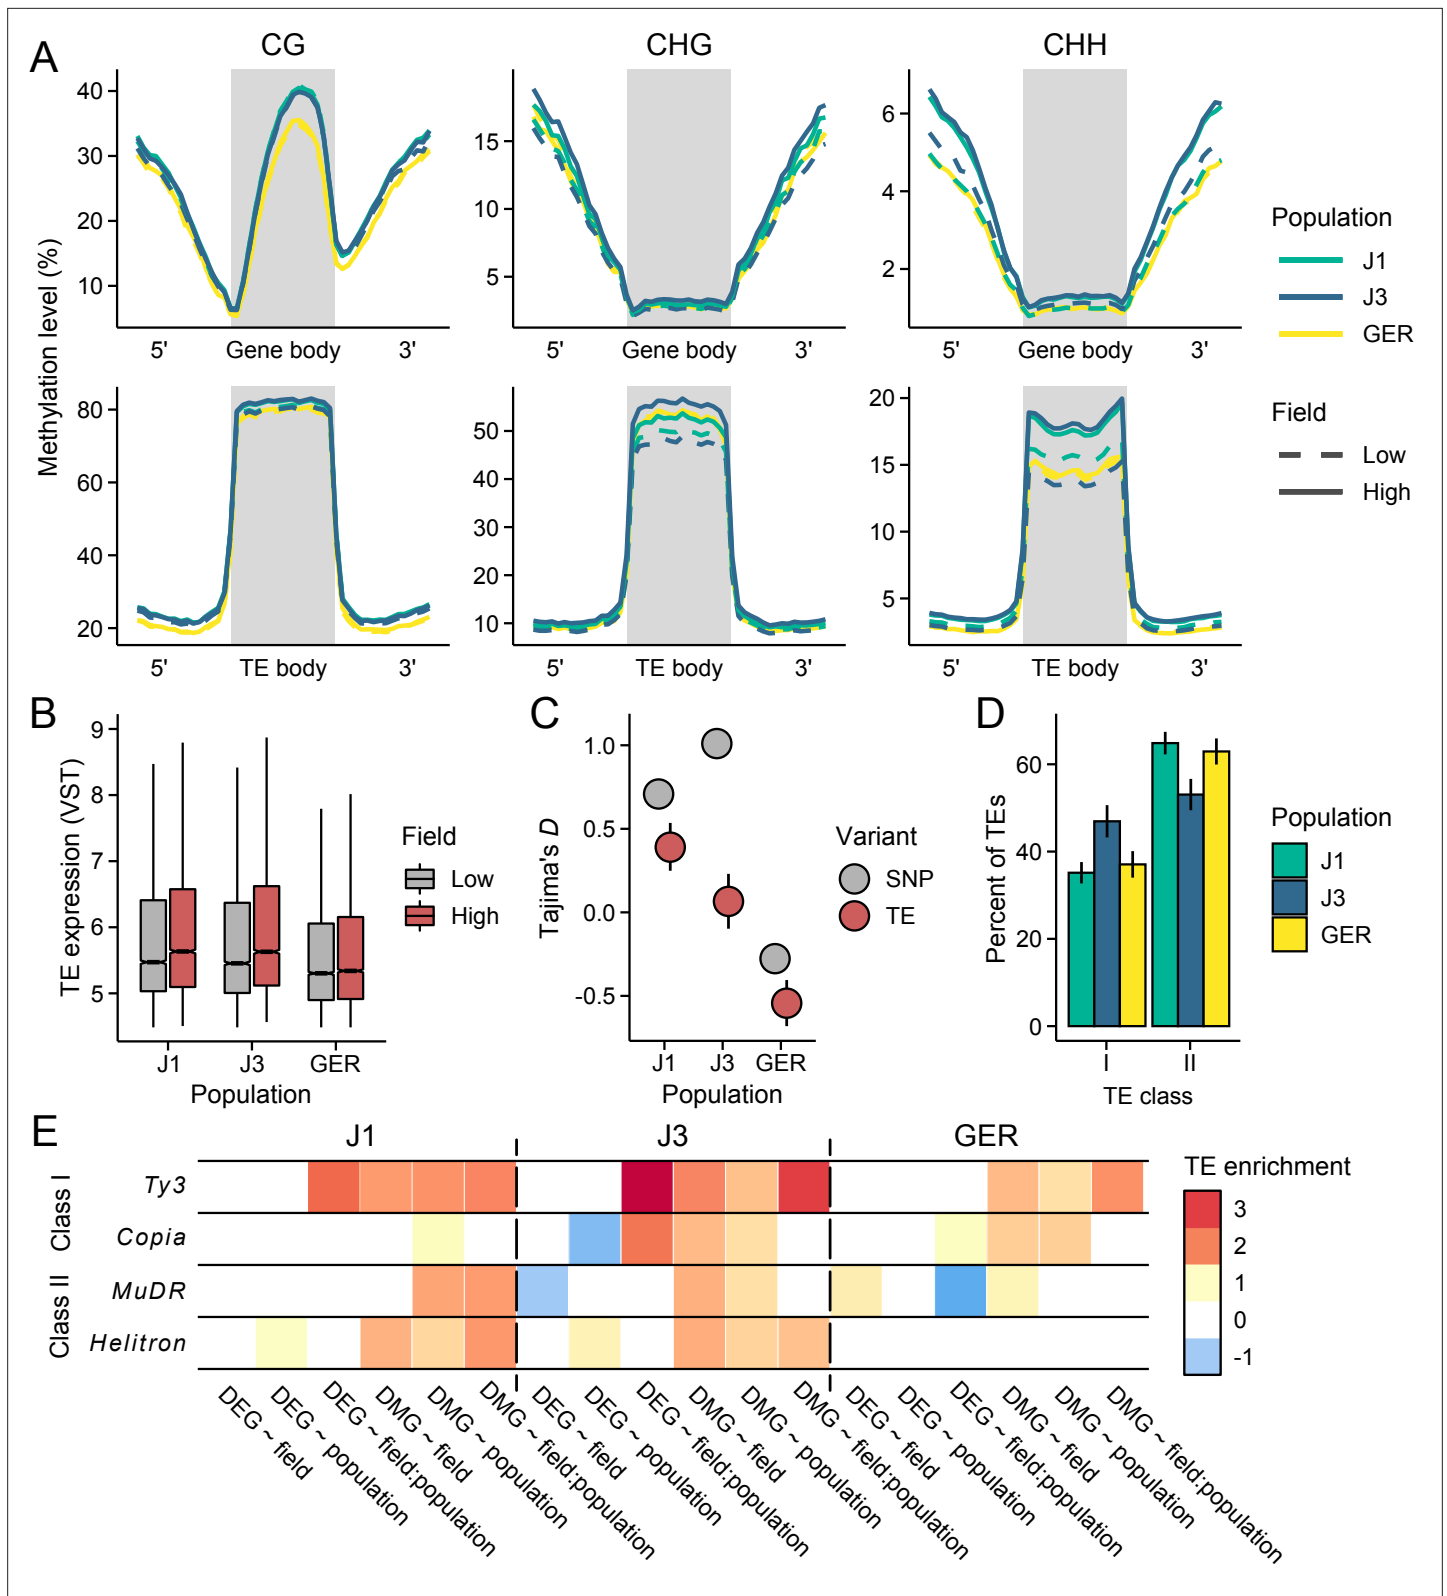 A
CG
CHG
CHH
Methylation level (%)
40
30
20
10
15
10
5
6
4
2
5'
Gene body
3'
5'
Gene body
3'
5'
Gene body
3'
Population
J1
J3
GER
Field
Low
High
80
60
40
20
50
40
30
20
10
20
15
10
5
5'
TE body
3'
5'
TE body
3'
5'
TE body
3'
B
TE expression (VST)
9
8
7
6
5
J1
J3
GER
Population
Field
Low
High
C
Tajima's D
1.0
0.5
0.0
-0.5
J1
J3
GER
Population
Variant
SNP
TE
D
Percent of TEs
60
40
20
0
I
II
TE class
Population
J1
J3
GER
E
J1
J3
GER
Class I
Class II
Ty3
Copia
MuDR
Helitron
TE enrichment
3
2
1
0
-1
DEG ~ field
DEG ~ population
DEG ~ field:population
DMG ~ field
DMG ~ population
DMG ~ field:population
DEG ~ field
DEG ~ population
DEG ~ field:population
DMG ~ field
DMG ~ population
DMG ~ field:population
DEG ~ field
DEG ~ population
DEG ~ field:population
DMG ~ field
DMG ~ population
DMG ~ field:population